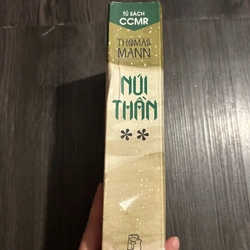 TỦ SÁCH
CCMR
THOMAS
MANN
NÚI
THẦN
**